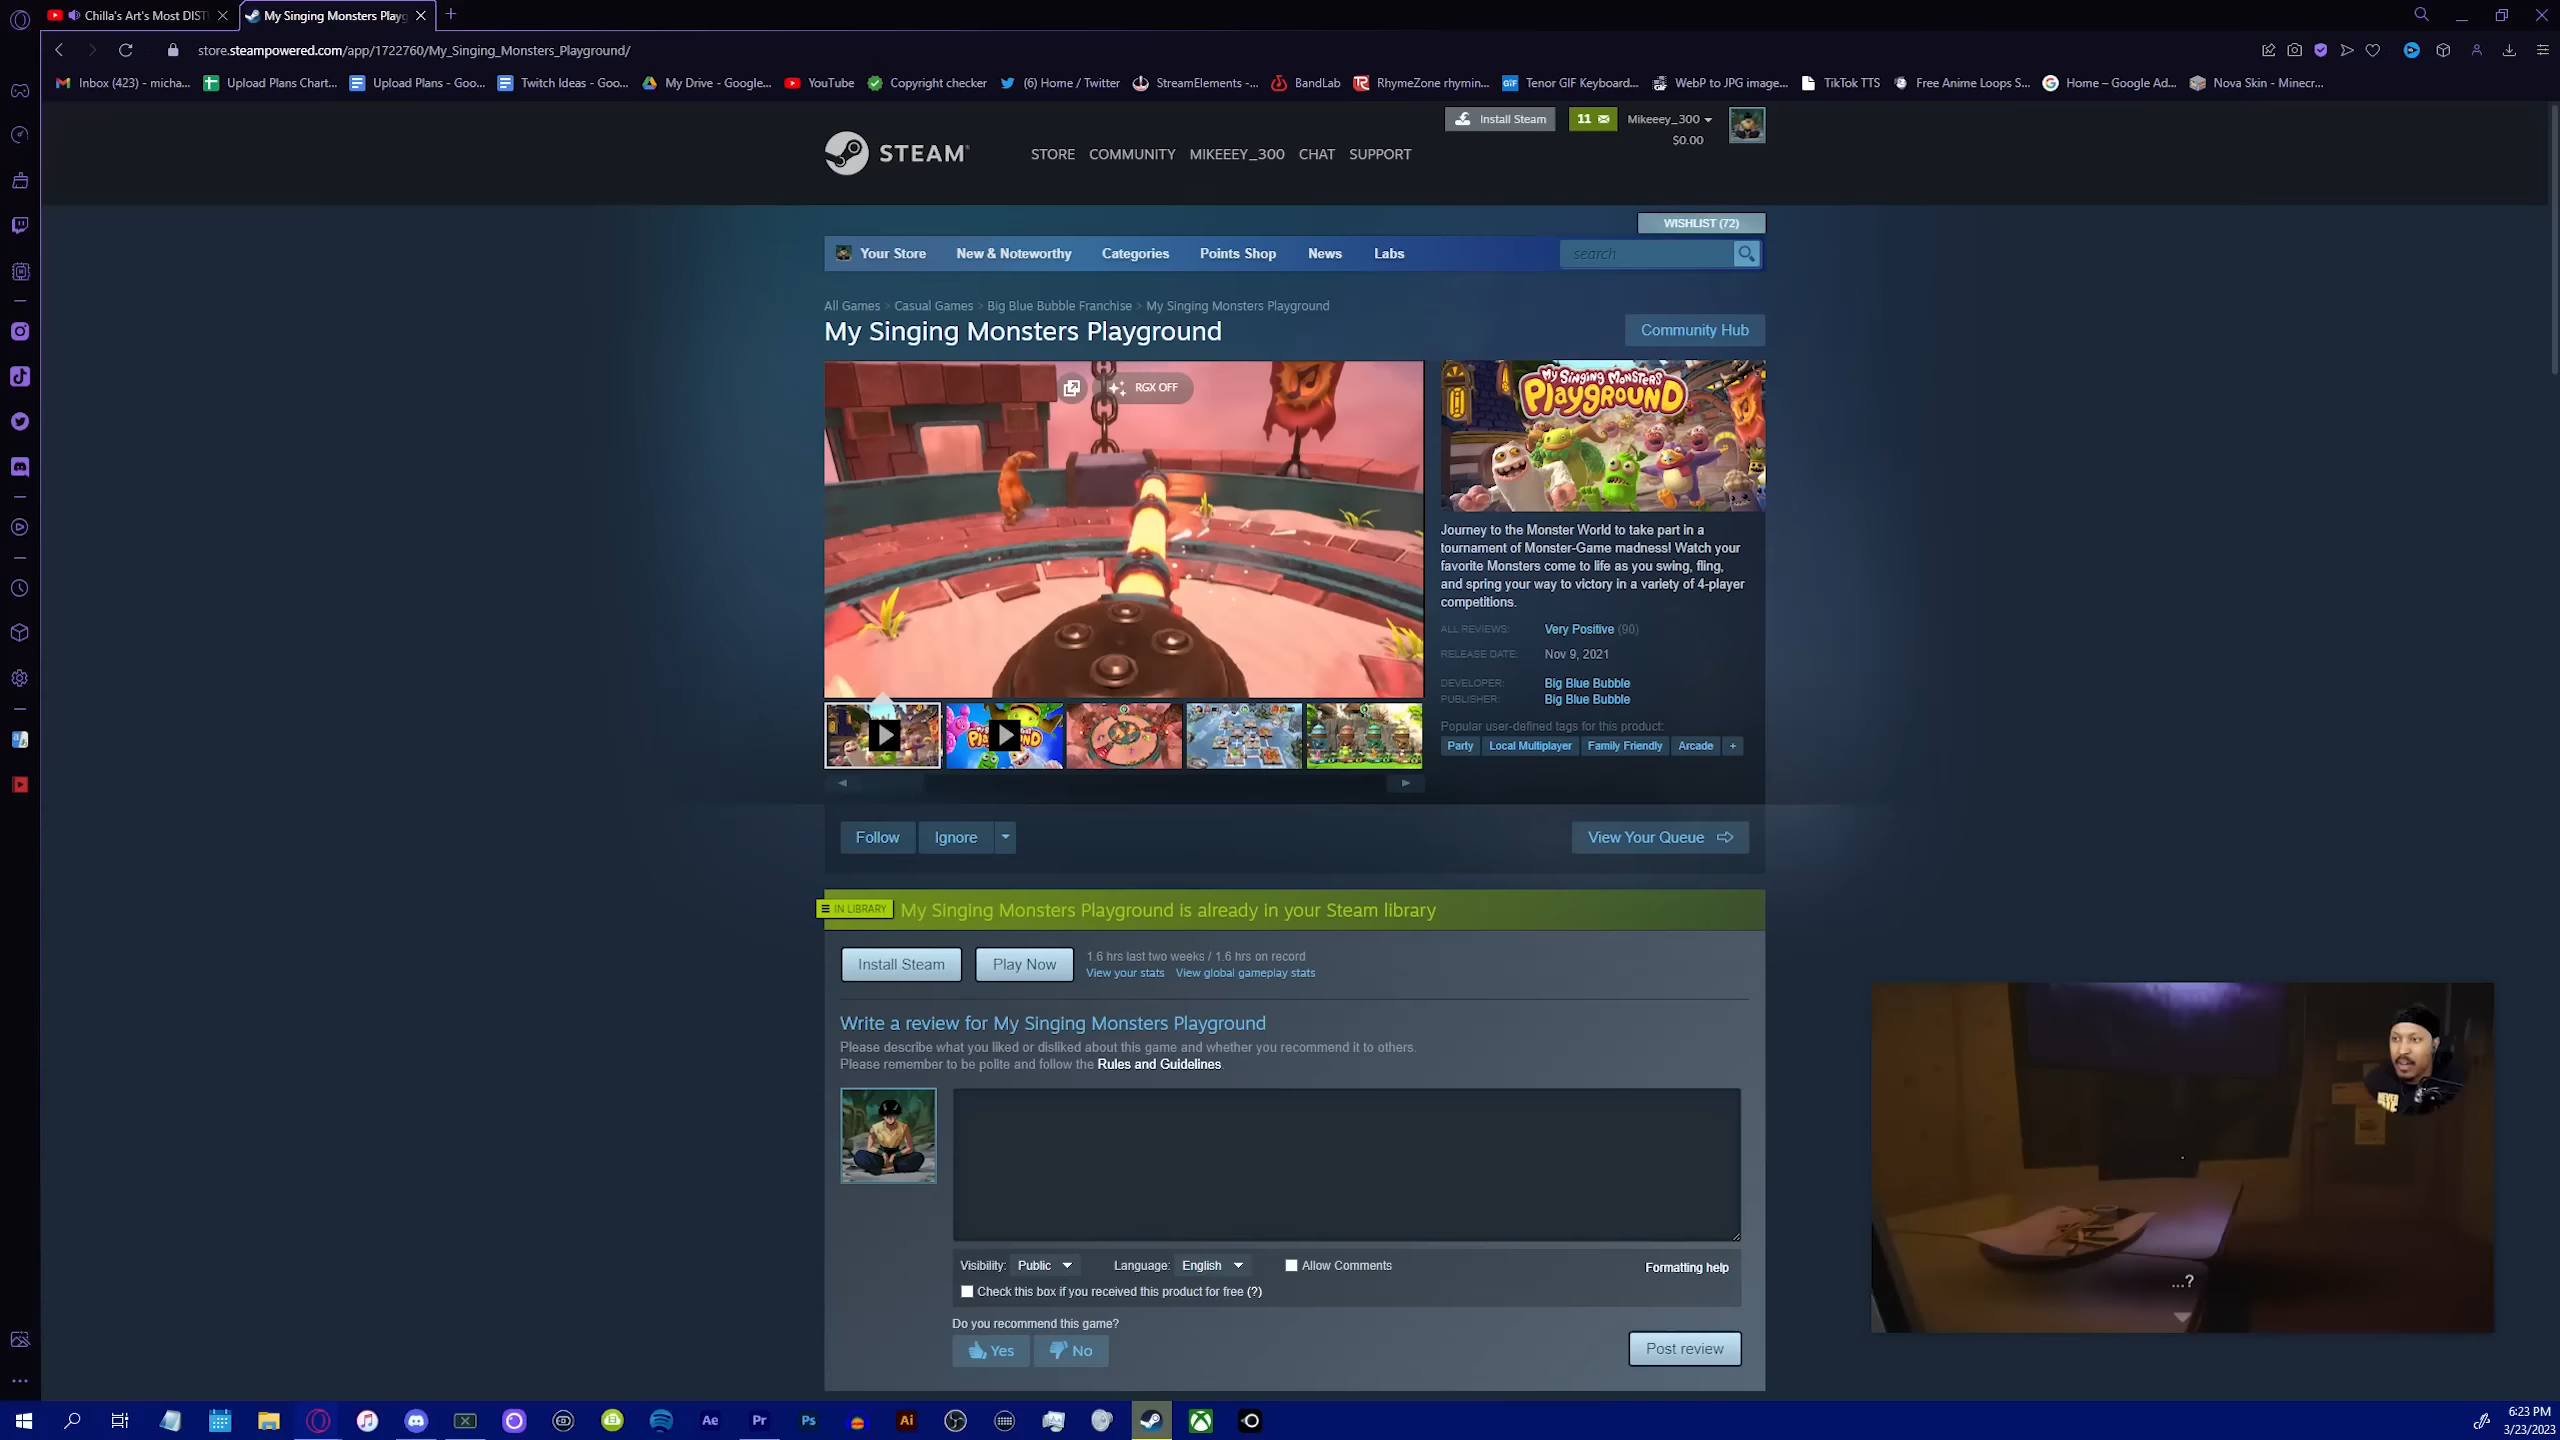 Chilla's Art's Most DIST
My Singing Monsters Play
store.steampowered.com/app/1722760/My_Singing_Monsters_Playground/
Inbox (423) - micha...
Upload Plans Chart...
Upload Plans - Goo...
Twitch Ideas - Goo...
My Drive - Google...
YouTube
Copyright checker
(6) Home / Twitter
StreamElements -...
BandLab
RhymeZone rhymin...
Tenor GIF Keyboard...
WebP to JPG image...
TikTok TTS
Free Anime Loops S...
Home – Google Ad...
Nova Skin - Minecr...
Install Steam
11
Mikeeey_300
$0.00
STEAM
STORE COMMUNITY MIKEEEY_300 CHAT SUPPORT
WISHLIST (72)
Your Store New & Noteworthy Categories Points Shop News Labs
search
All Games > Casual Games > Big Blue Bubble Franchise > My Singing Monsters Playground
My Singing Monsters Playground
Community Hub
RGX OFF
My Singing Monsters
Playground
Journey to the Monster World to take part in a
tournament of Monster-Game madness! Watch your
favorite Monsters come to life as you swing, fling,
and spring your way to victory in a variety of 4-player
competitions.
ALL REVIEWS: Very Positive (90)
RELEASE DATE: Nov 9, 2021
DEVELOPER: Big Blue Bubble
PUBLISHER: Big Blue Bubble
Popular user-defined tags for this product:
Party Local Multiplayer Family Friendly Arcade +
Follow Ignore
View Your Queue
IN LIBRARY
My Singing Monsters Playground is already in your Steam library
Install Steam
Play Now
1.6 hrs last two weeks / 1.6 hrs on record
View your stats View global gameplay stats
Write a review for My Singing Monsters Playground
Please describe what you liked or disliked about this game and whether you recommend it to others.
Please remember to be polite and follow the Rules and Guidelines.
Visibility: Public Language: English Allow Comments
Formatting help
Check this box if you received this product for free (?)
Do you recommend this game?
Yes No
Post review
...?
Ae Pr Ps Ai
6:23 PM
3/23/2023